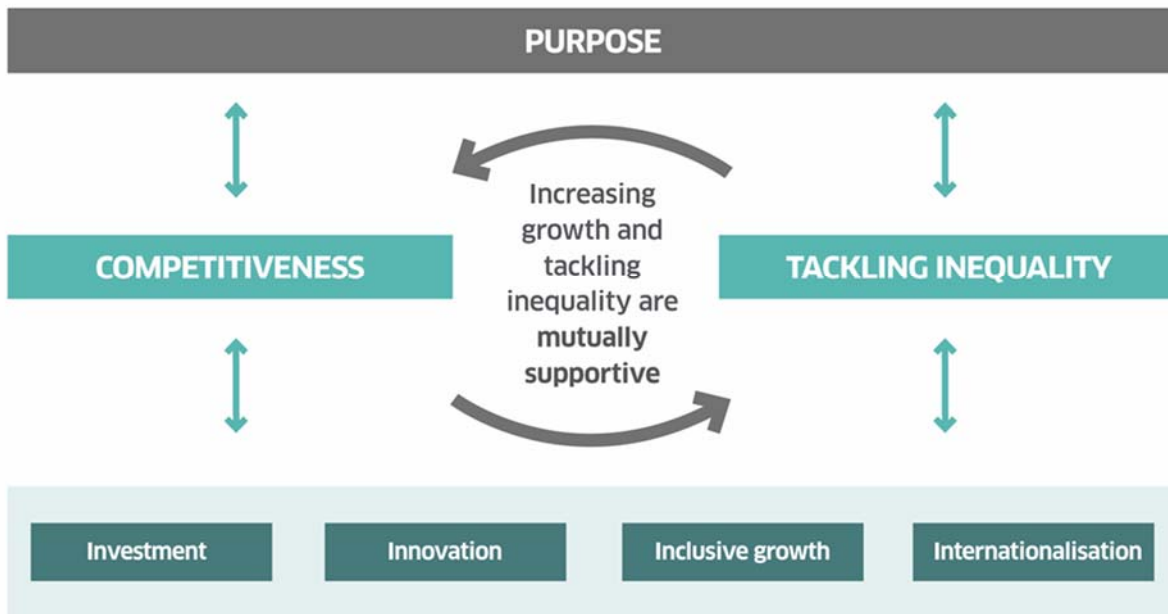 PURPOSE
COMPETITIVENESS
Increasing
growth and
tackling
inequality are
mutually
supportive
TACKLING INEQUALITY
Investment
Innovation
Inclusive growth
Internationalisation